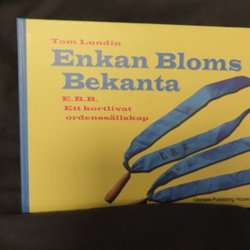 Tom Lundin
Enkan Bloms
Bekanta
E.B.B.
Ett kortlivat
ordenssällskap
E.B.B.
Uppsala Publishing House